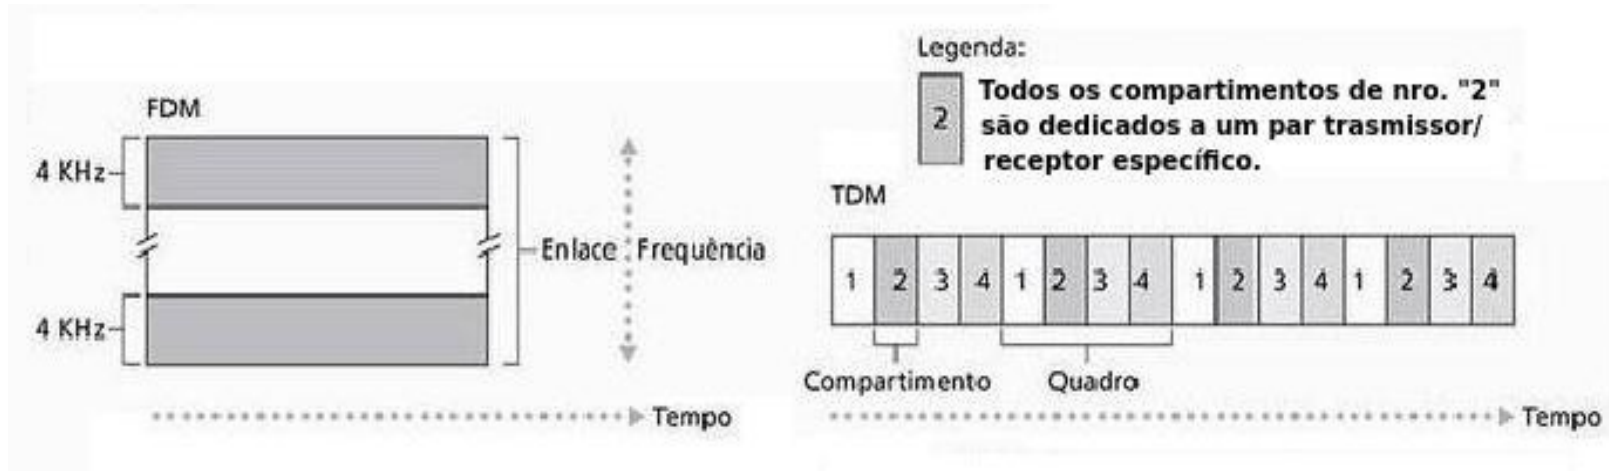 FDM
4 KHz
4 KHz
Enlace
Frequência
Tempo
Legenda:
2
Todos os compartimentos de nro. "2"
são dedicados a um par trasmissor/
receptor específico.
TDM
1 2 3 4 1 2 3 4 1 2 3 4 1 2 3 4
Compartimento
Quadro
Tempo